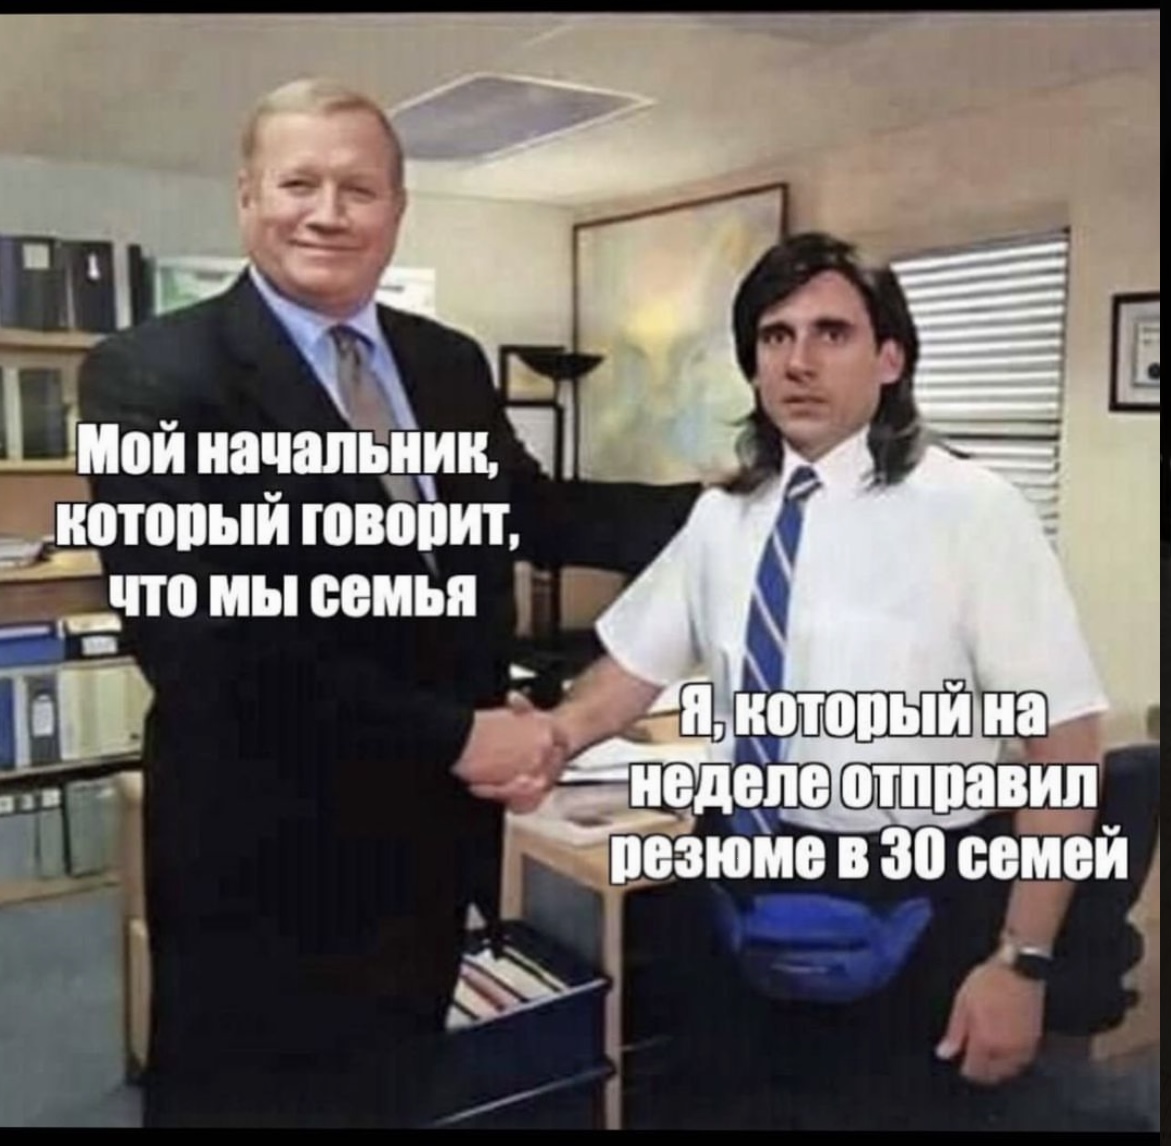 Мой начальник,
который говорит,
что мы семья
Я, который на
неделе отправил
резюме в 30 семей